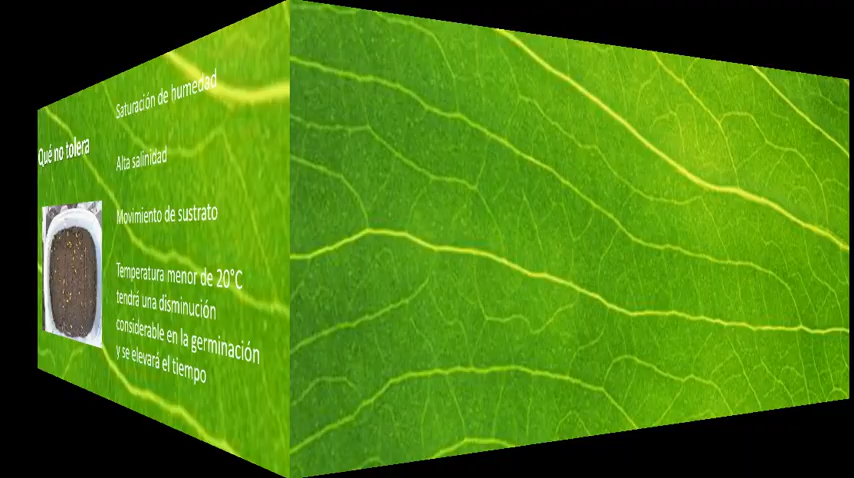 Qué no tolera
Saturación de humedad
Alta salinidad
Movimiento de sustrato
Temperatura menor de 20°C
tendrá una disminución
considerable en la germinación
y se elevará el tiempo